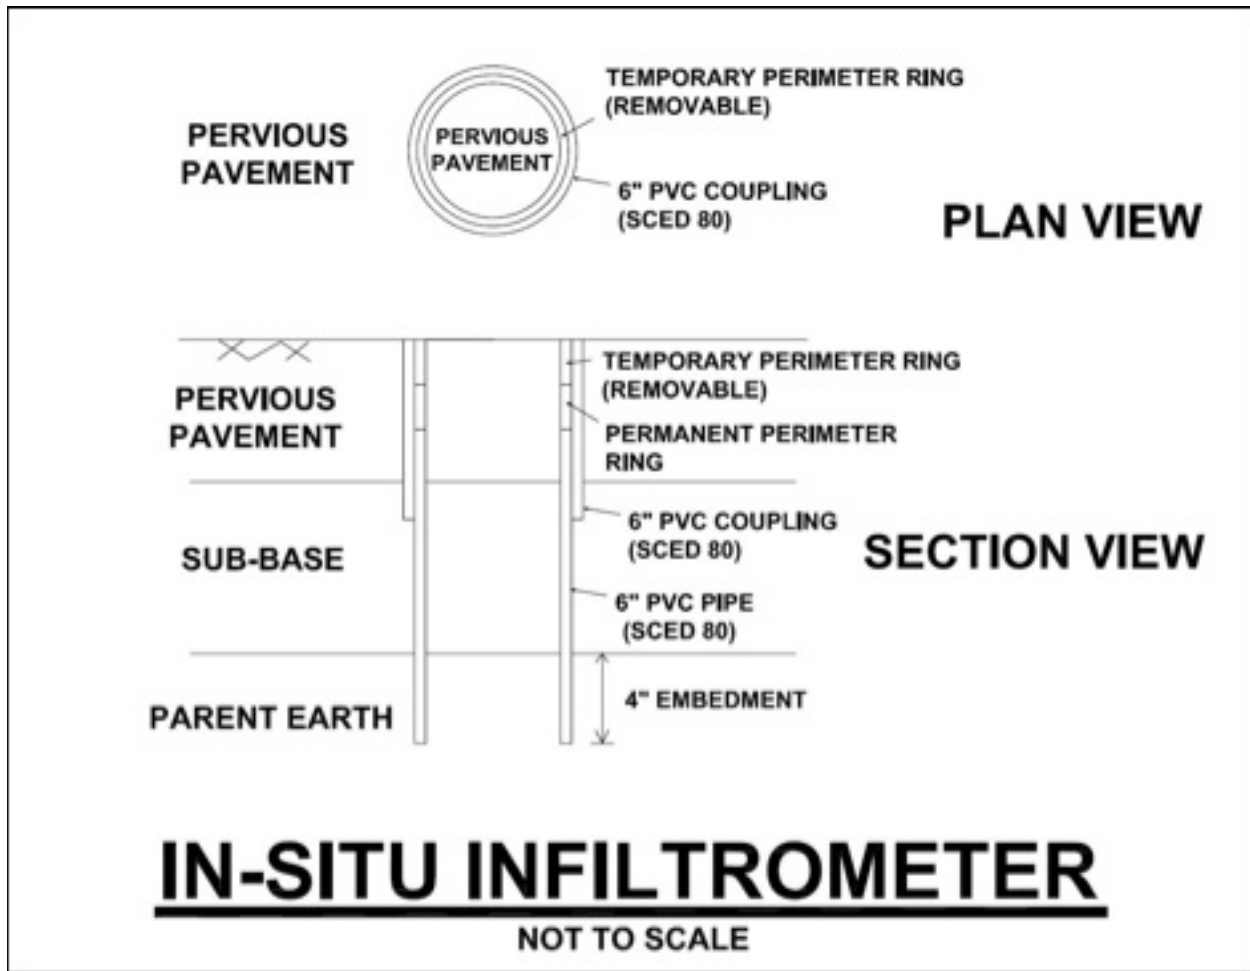 PERVIOUS
PAVEMENT
PERVIOUS
PAVEMENT
TEMPORARY PERIMETER RING
(REMOVABLE)
6" PVC COUPLING
(SCED 80)
PLAN VIEW
PERVIOUS
PAVEMENT
TEMPORARY PERIMETER RING
(REMOVABLE)
PERMANENT PERIMETER
RING
6" PVC COUPLING
(SCED 80)
SECTION VIEW
SUB-BASE
6" PVC PIPE
(SCED 80)
4" EMBEDMENT
PARENT EARTH
IN-SITU INFILTROMETER
NOT TO SCALE